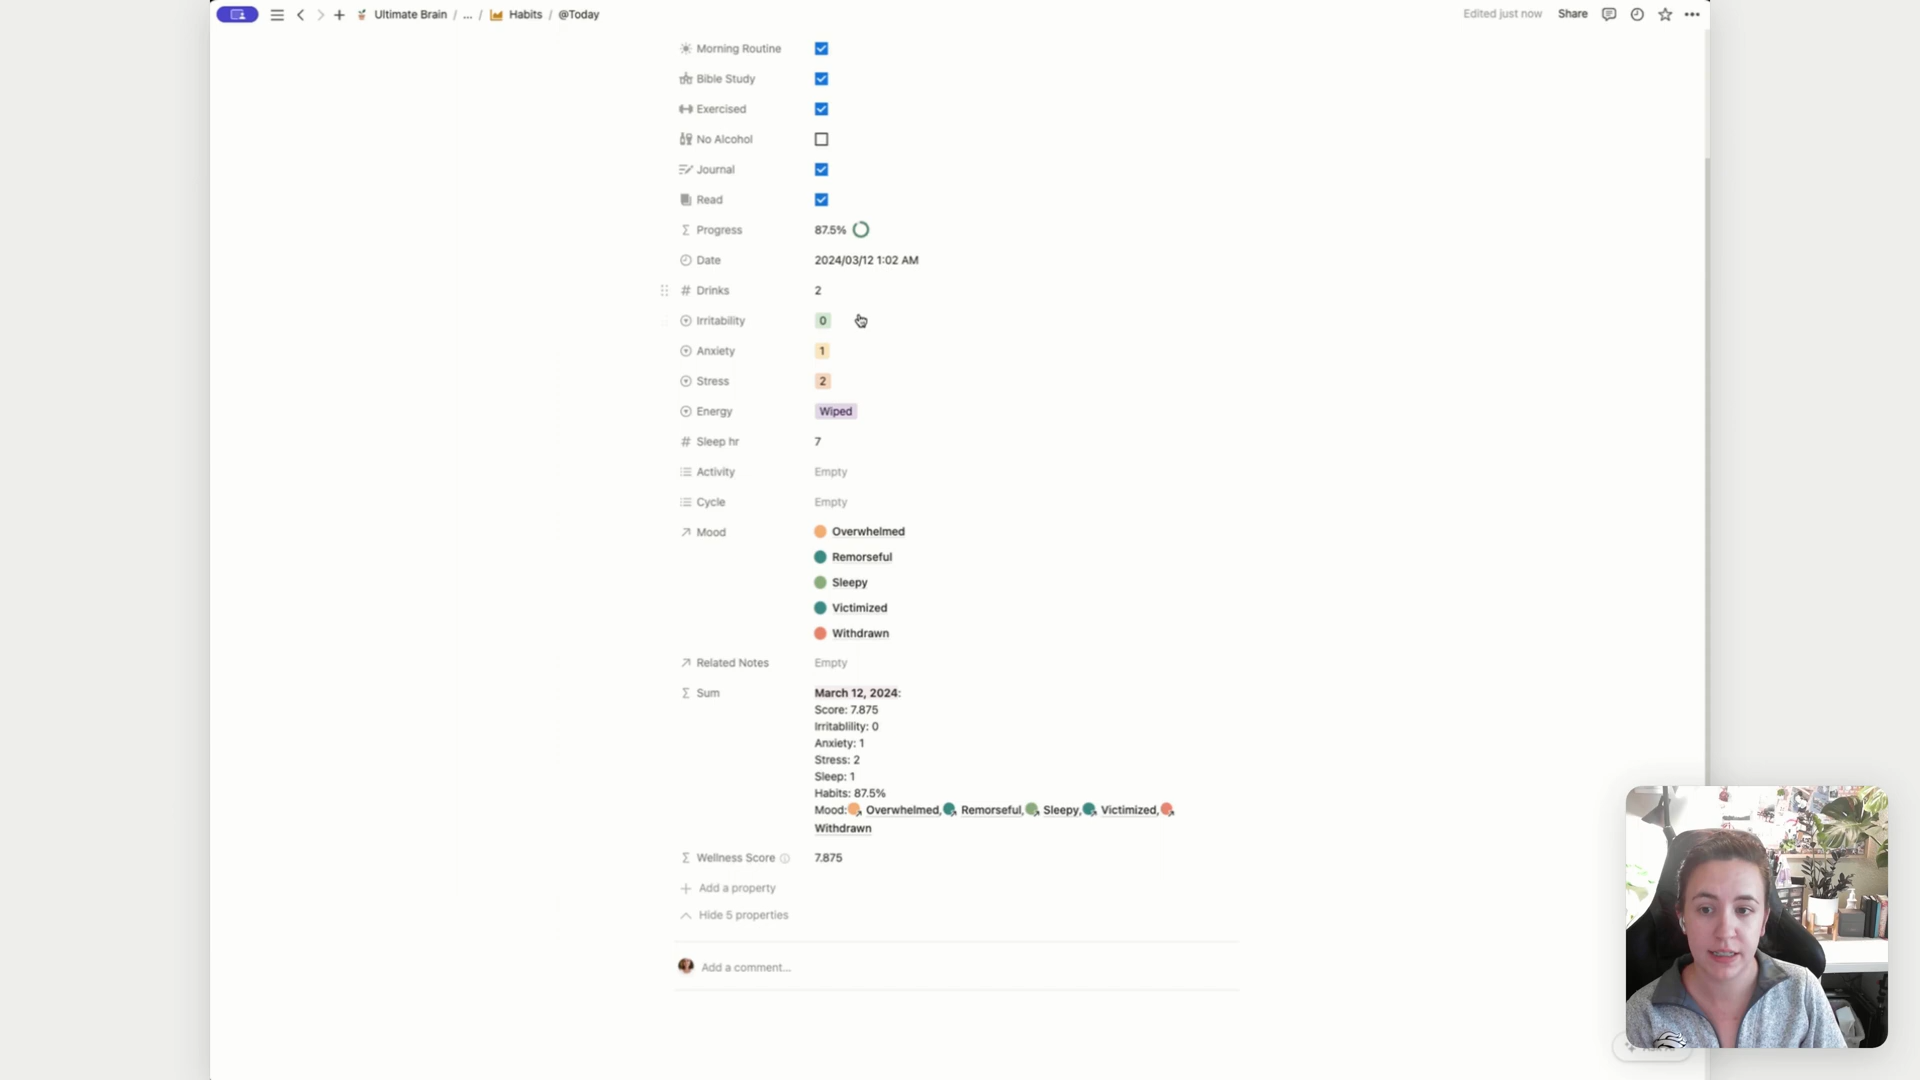 Ultimate Brain / ... / Habits / @Today
Edited just now
Share
Morning Routine
Bible Study
Exercised
No Alcohol
Journal
Read
Progress 87.5%
Date 2024/03/12 1:02 AM
# Drinks 2
Irritability 0
Anxiety 1
Stress 2
Energy Wiped
# Sleep hr 7
Activity Empty
Cycle Empty
Mood Overwhelmed
Remorseful
Sleepy
Victimized
Withdrawn
Related Notes Empty
Σ Sum March 12, 2024:
Score: 7.875
Irritablility: 0
Anxiety: 1
Stress: 2
Sleep: 1
Habits: 87.5%
Mood: Overwhelmed, Remorseful, Sleepy, Victimized,
Withdrawn
Σ Wellness Score 7.875
+ Add a property
Hide 5 properties
Add a comment...